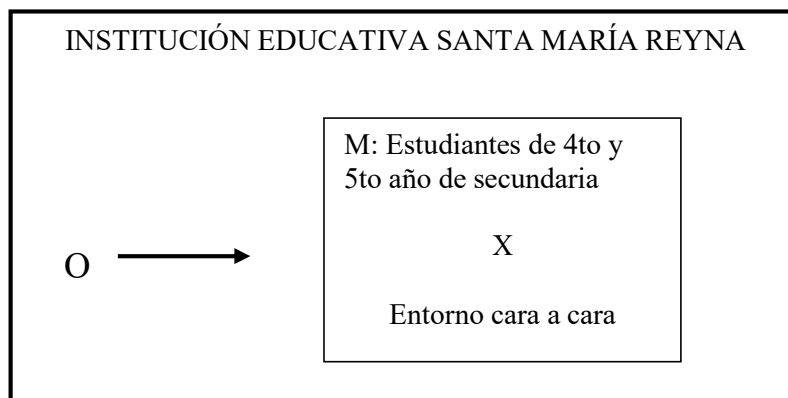 INSTITUCIÓN EDUCATIVA SANTA MARÍA REYNA
M: Estudiantes de 4to y
5to año de secundaria
X
O
Entorno cara a cara